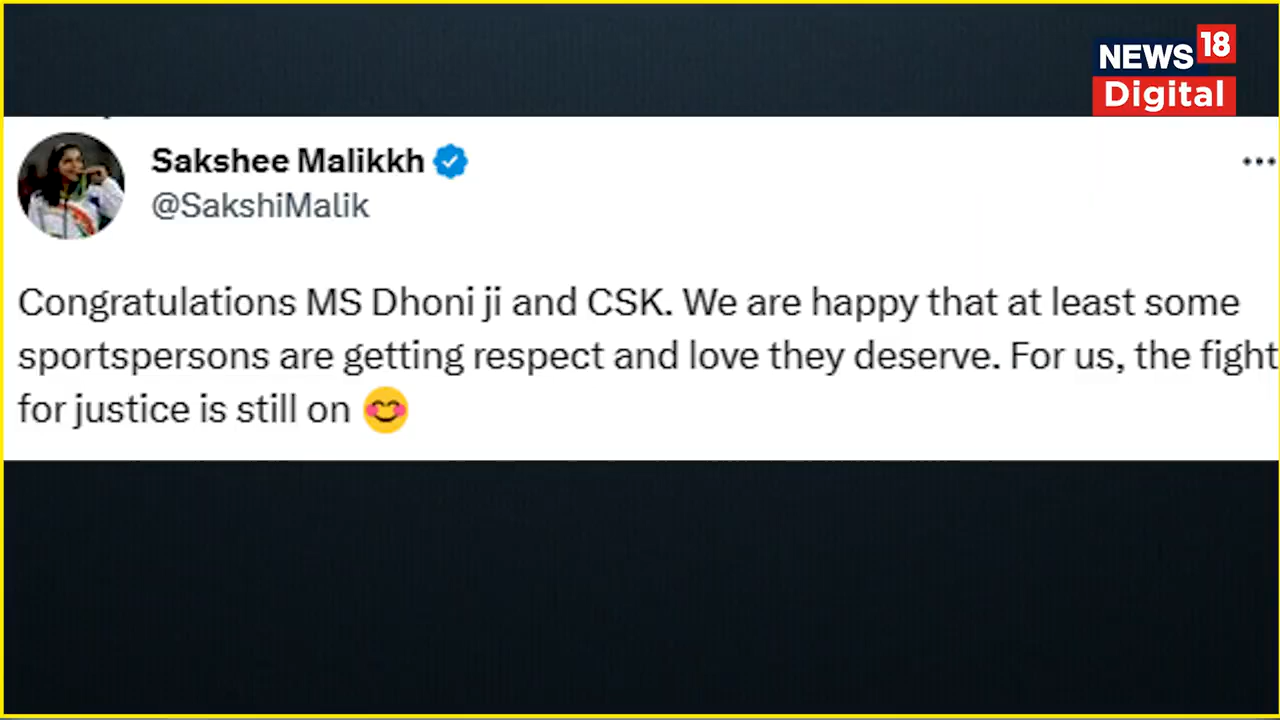 NEWS 18
Digital
Sakshee Malikkh
@SakshiMalik
Congratulations MS Dhoni ji and CSK. We are happy that at least some
sportspersons are getting respect and love they deserve. For us, the fight
for justice is still on 😊